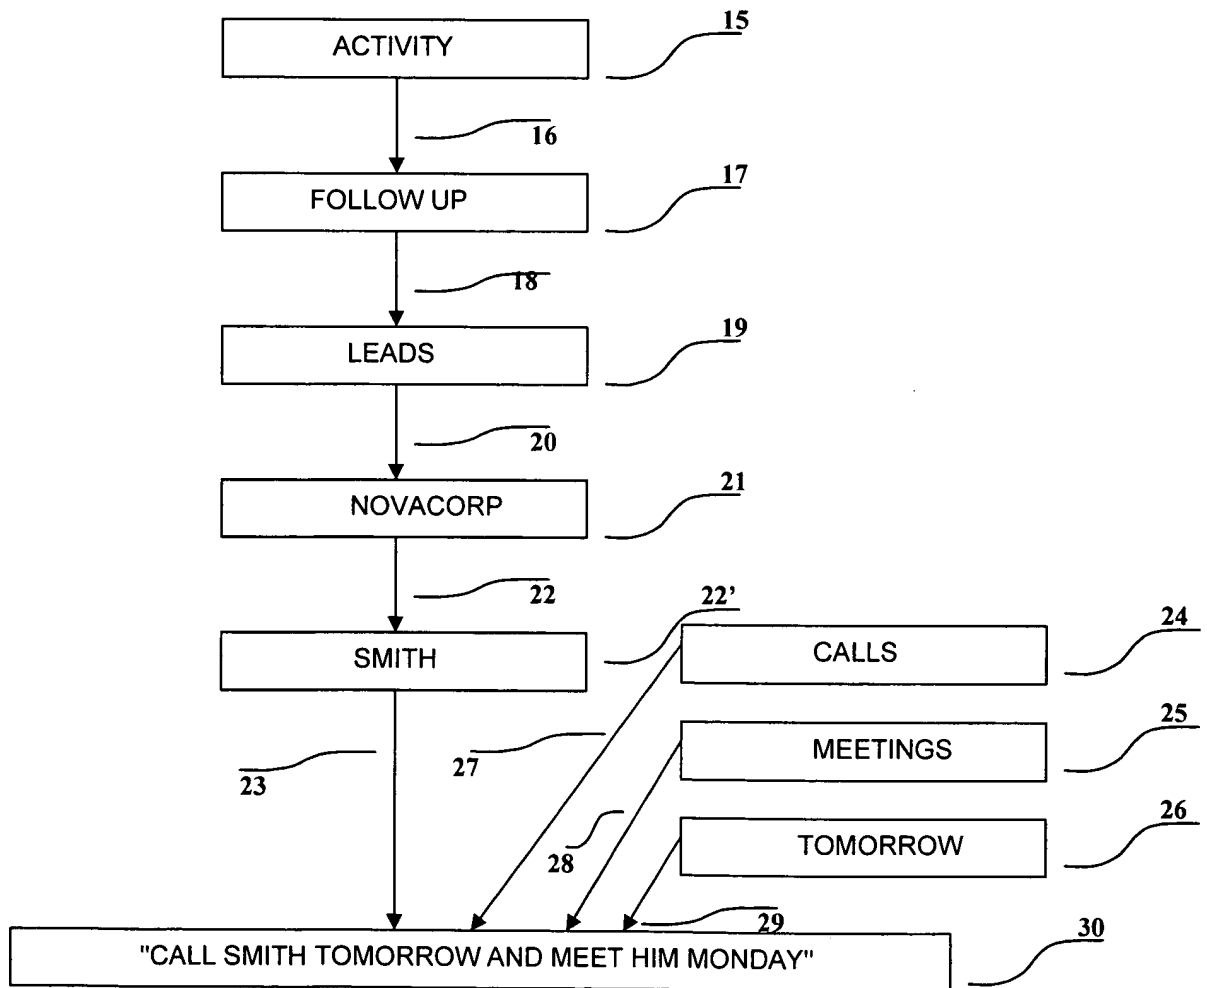 ACTIVITY
15
16
FOLLOW UP
17
18
LEADS
19
20
NOVACORP
21
22
SMITH
22’
CALLS
24
23
27
MEETINGS
25
28
TOMORROW
26
29
"CALL SMITH TOMORROW AND MEET HIM MONDAY"
30